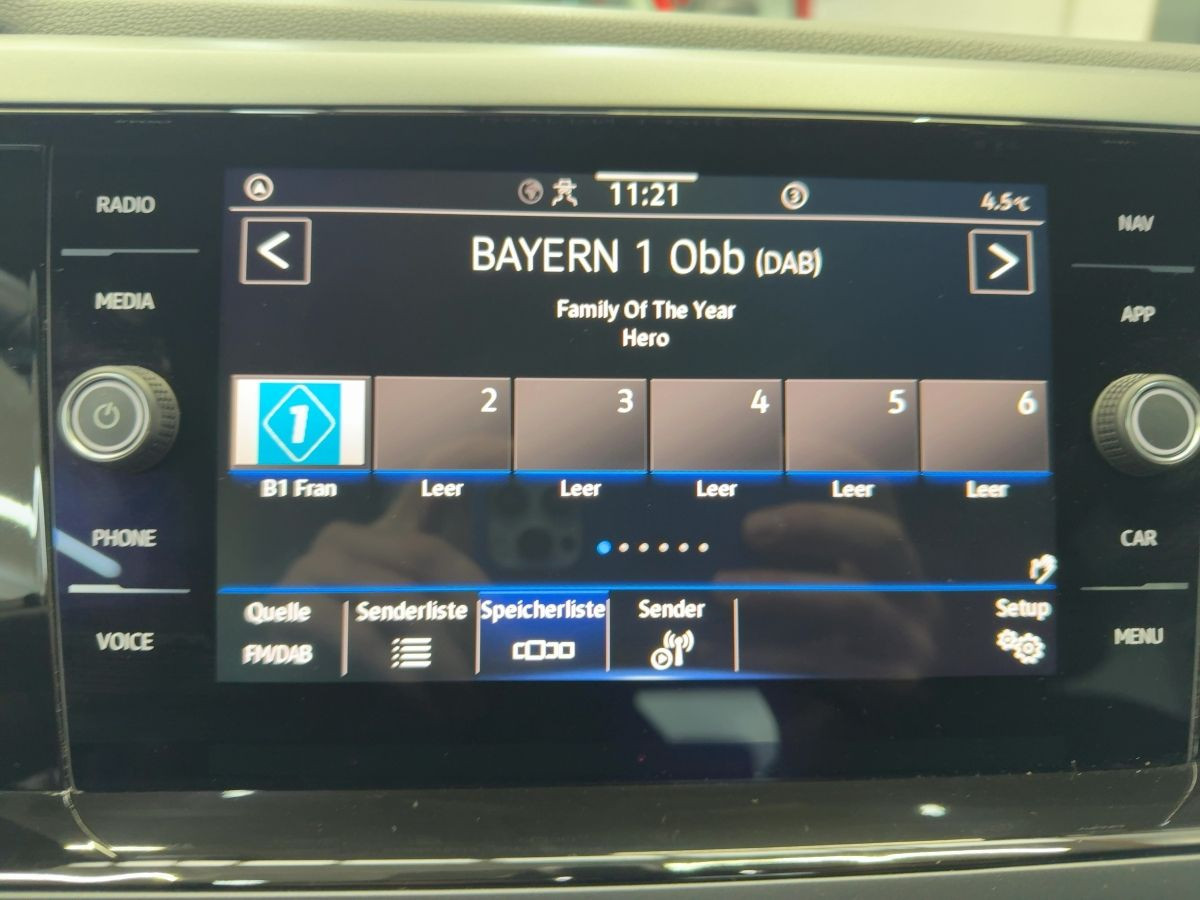 RADIO
MEDIA
PHONE
VOICE
11:21
3
4.5°C
BAYERN 1 Obb (DAB)
Family Of The Year
Hero
1 2 3 4 5 6
B1 Fran Leer Leer Leer Leer Leer
Quelle Senderliste Speicherliste Sender Setup
FM/DAB
NAV
APP
CAR
MENU